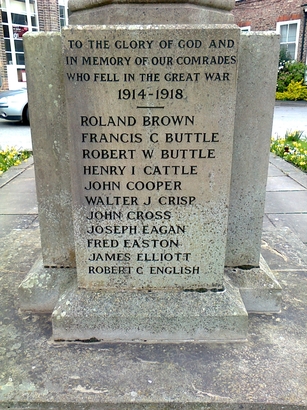 TO THE GLORY OF GOD AND
IN MEMORY OF OUR COMRADES
WHO FELL IN THE GREAT WAR
1914-1918
ROLAND BROWN
FRANCIS C BUTTLE
ROBERT W BUTTLE
HENRY I CATTLE
JOHN COOPER
WALTER J CRISP
JOHN CROSS
JOSEPH EAGAN
FRED EASTON
JAMES ELLIOTT
ROBERT C ENGLISH